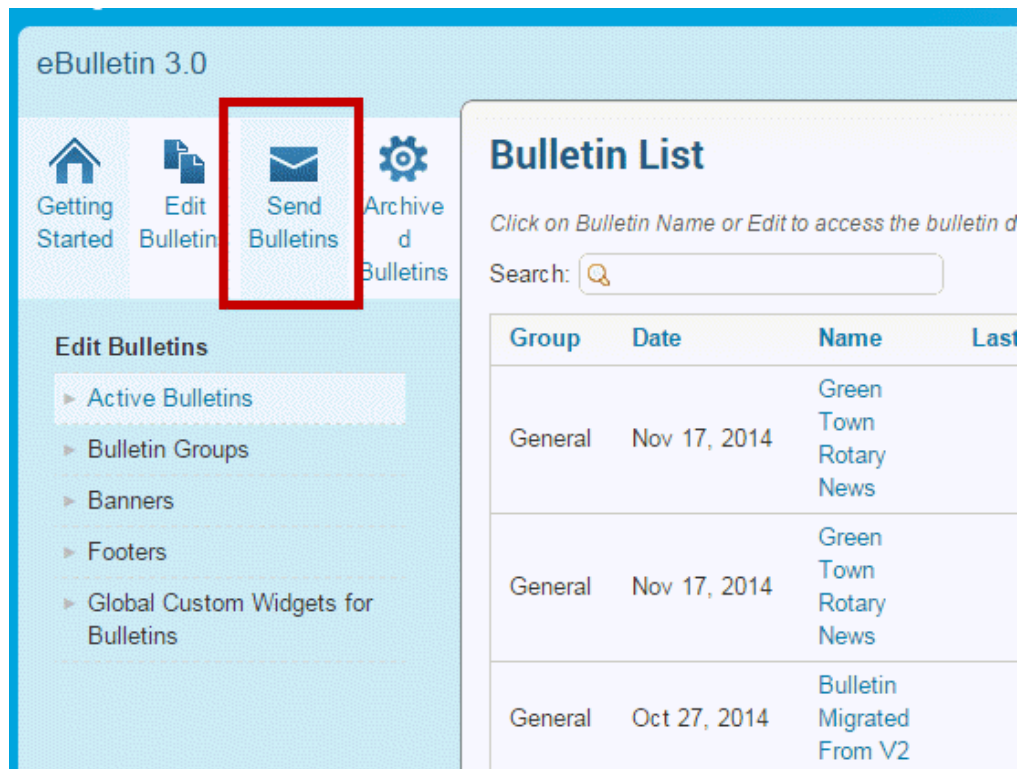 eBulletin 3.0
Getting
Started
Edit
Bulletin
Send
Bulletins
Archive
d
Bulletins
Edit Bulletins
Active Bulletins
Bulletin Groups
Banners
Footers
Global Custom Widgets for
Bulletins
Bulletin List
Click on Bulletin Name or Edit to access the bulletin d
Search:
Group Date Name Last
General Nov 17, 2014 Green
Town
Rotary
News
General Nov 17, 2014 Green
Town
Rotary
News
General Oct 27, 2014 Bulletin
Migrated
From V2